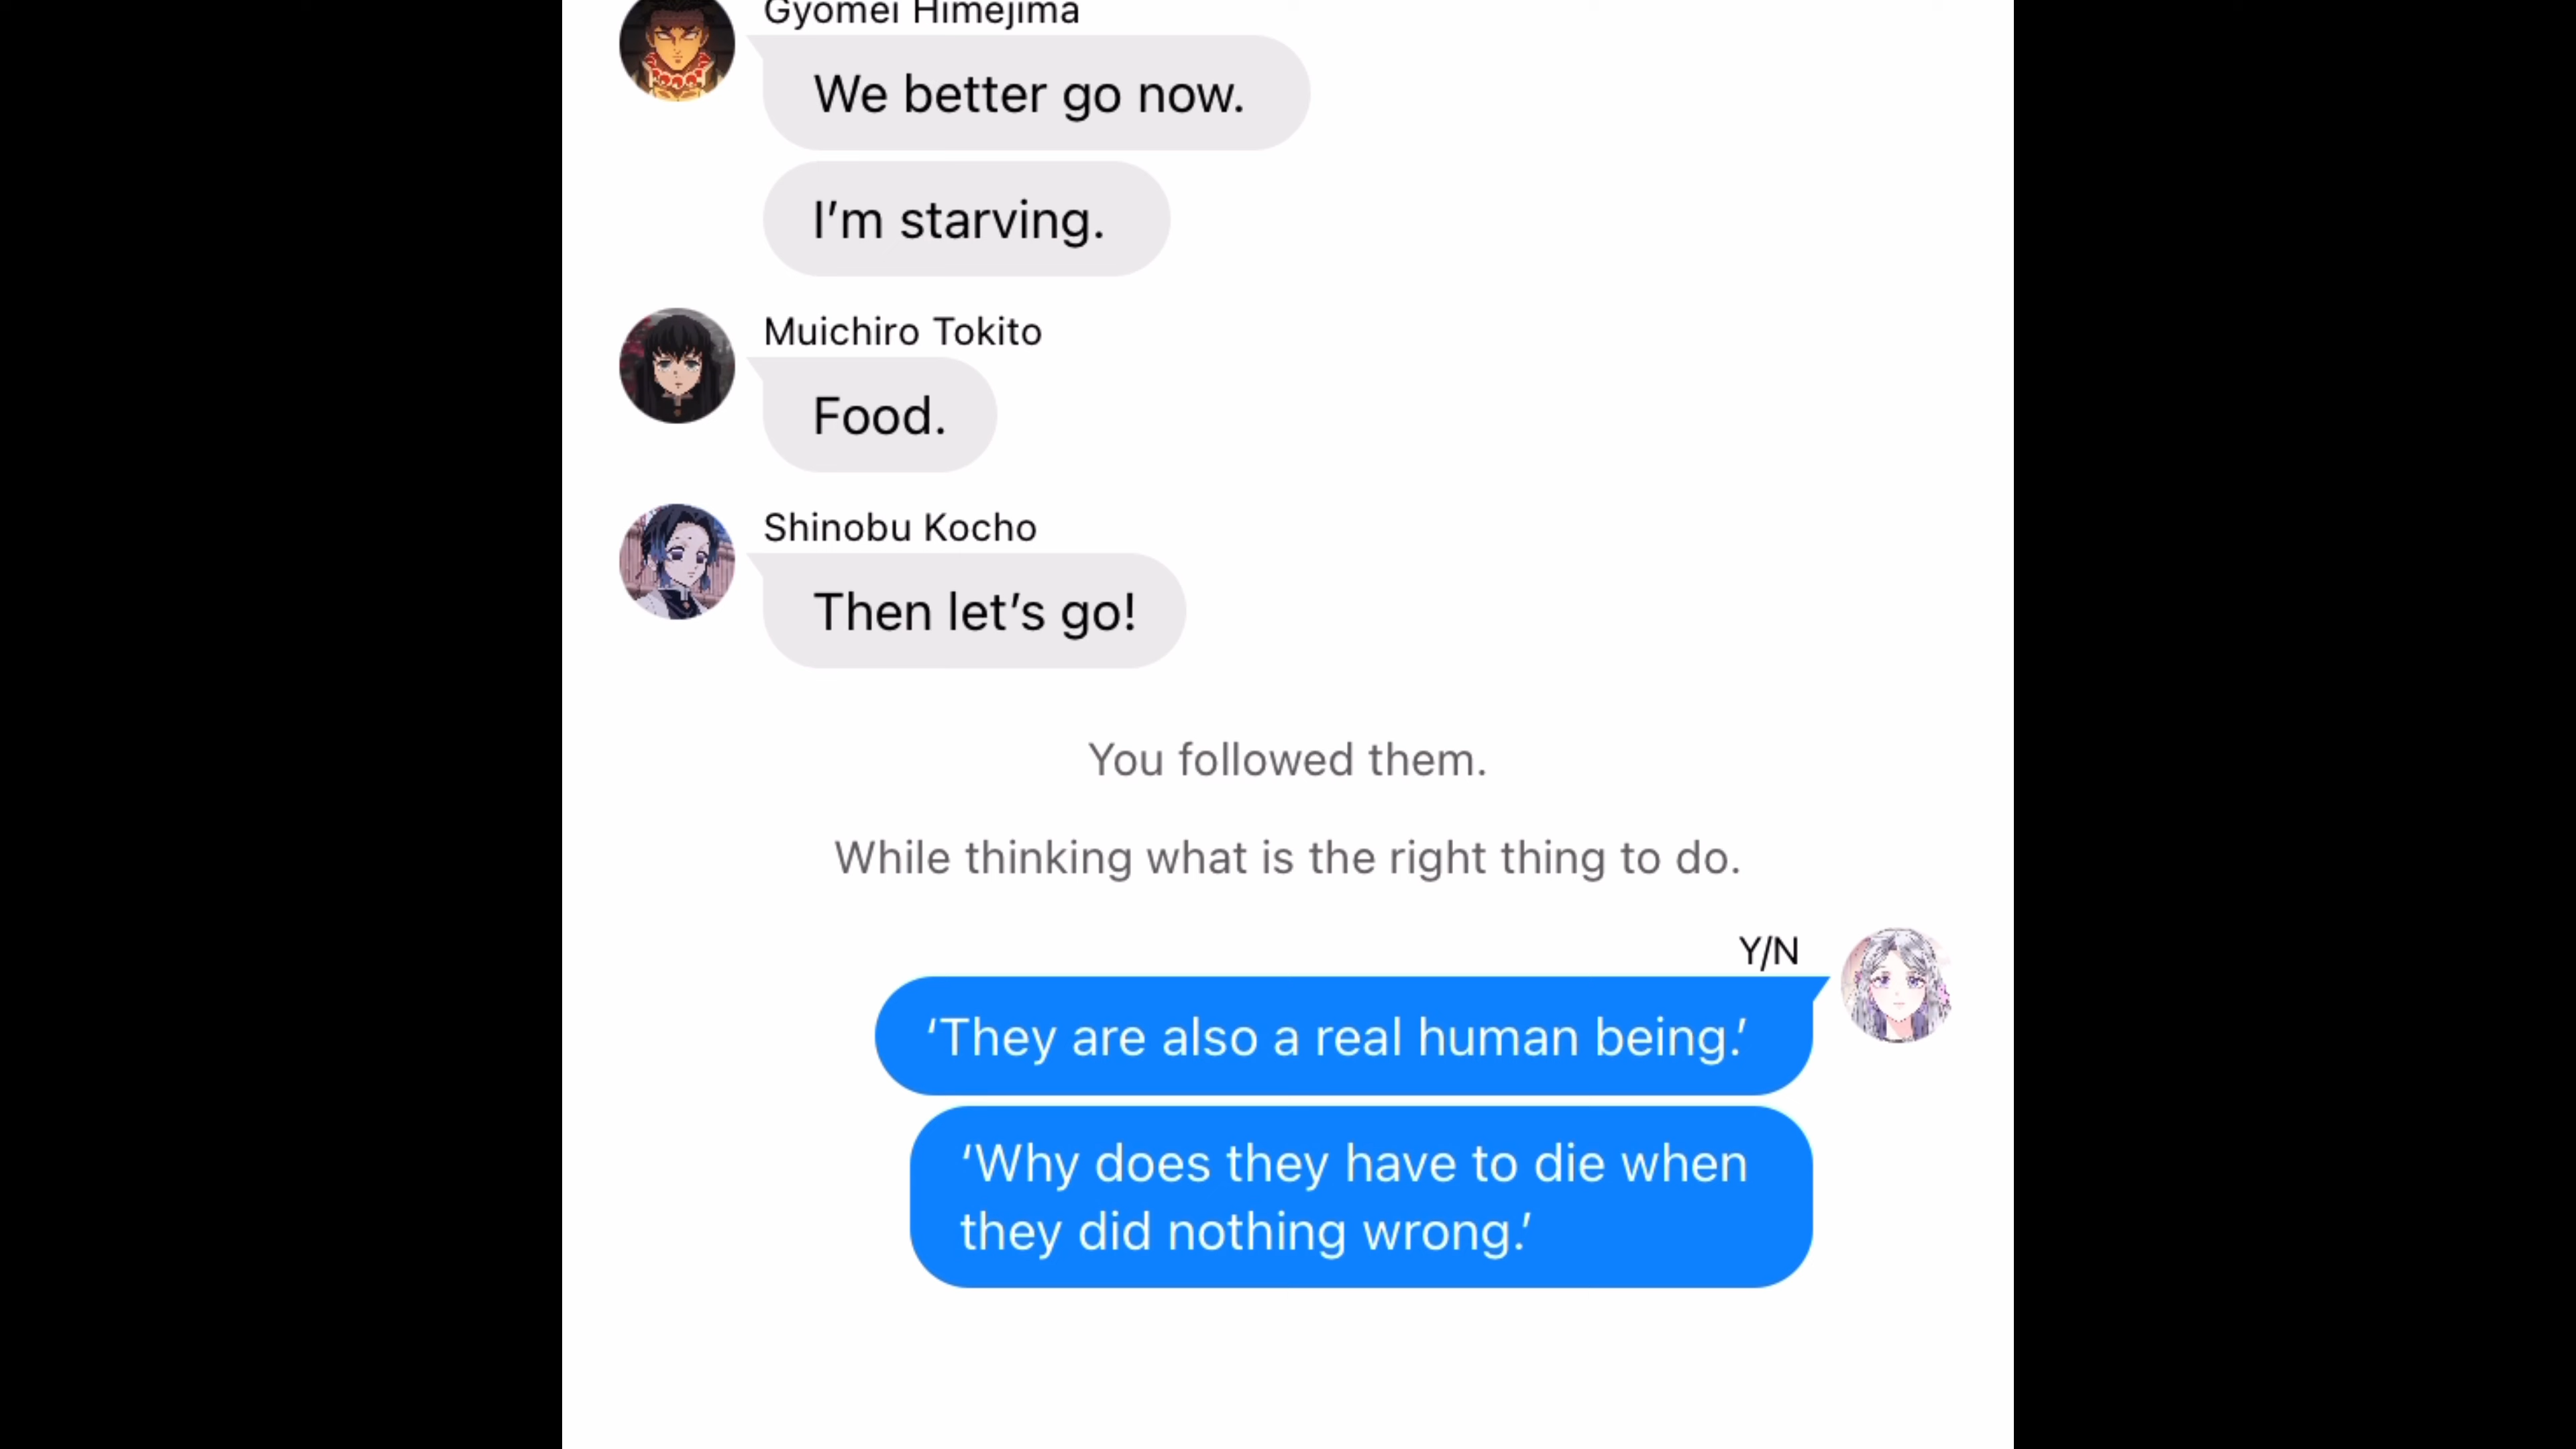 Gyomei Himejima
We better go now.
I’m starving.
Muichiro Tokito
Food.
Shinobu Kocho
Then let’s go!
You followed them.
While thinking what is the right thing to do.
Y/N
‘They are also a real human being.’
‘Why does they have to die when
they did nothing wrong.’